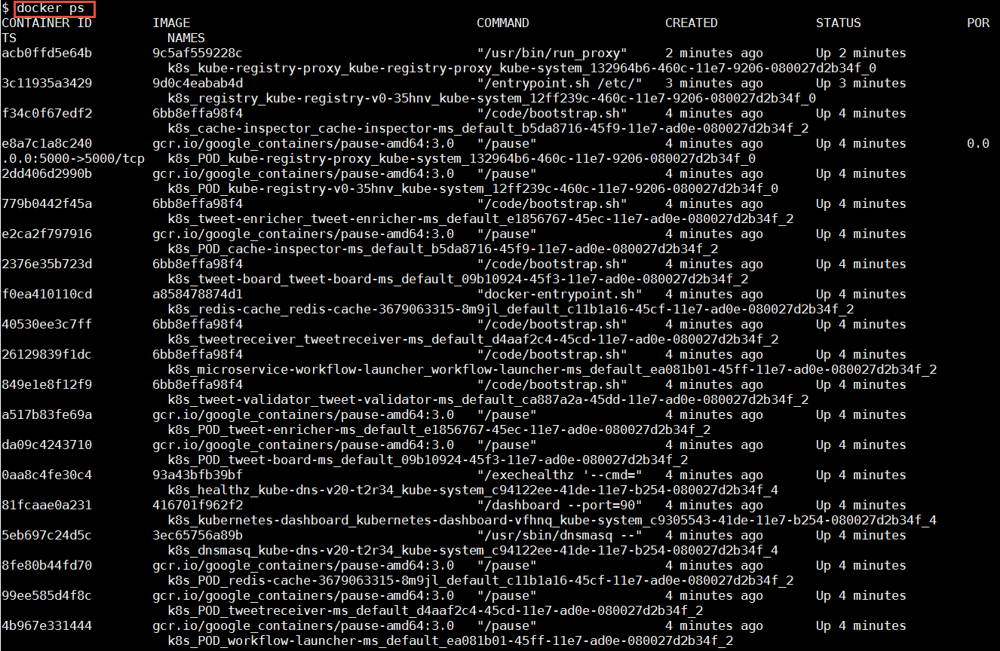 $ docker ps
CONTAINER ID        IMAGE                                      COMMAND                  CREATED             STATUS              POR
TS                    NAMES
acb0ffd5e64b        9c5af559228c                               "/usr/bin/run_proxy"     2 minutes ago       Up 2 minutes
                      k8s_kube-registry-proxy_kube-registry-proxy_kube-system_132964b6-460c-11e7-9206-080027d2b34f_0
3c11935a3429        9d0c4eabab4d                               "/entrypoint.sh /etc/"   3 minutes ago       Up 3 minutes
                      k8s_registry_kube-registry-v0-35hnv_kube-system_12ff239c-460c-11e7-9206-080027d2b34f_0
f34c0f67edf2        6bb8effa98f4                               "/code/bootstrap.sh"     4 minutes ago       Up 4 minutes
                      k8s_cache-inspector_cache-inspector-ms_default_b5da8716-45f9-11e7-ad0e-080027d2b34f_2
e8a7c1a8c240        gcr.io/google_containers/pause-amd64:3.0   "/pause"                 4 minutes ago       Up 4 minutes        0.0
.0.0:5000->5000/tcp   k8s_POD_kube-registry-proxy_kube-system_132964b6-460c-11e7-9206-080027d2b34f_0
2dd406d2990b        gcr.io/google_containers/pause-amd64:3.0   "/pause"                 4 minutes ago       Up 4 minutes
                      k8s_POD_kube-registry-v0-35hnv_kube-system_12ff239c-460c-11e7-9206-080027d2b34f_0
779b0442f45a        6bb8effa98f4                               "/code/bootstrap.sh"     4 minutes ago       Up 4 minutes
                      k8s_tweet-enricher_tweet-enricher-ms_default_e1856767-45ec-11e7-ad0e-080027d2b34f_2
e2ca2f797916        gcr.io/google_containers/pause-amd64:3.0   "/pause"                 4 minutes ago       Up 4 minutes
                      k8s_POD_cache-inspector-ms_default_b5da8716-45f9-11e7-ad0e-080027d2b34f_2
2376e35b723d        6bb8effa98f4                               "/code/bootstrap.sh"     4 minutes ago       Up 4 minutes
                      k8s_tweet-board_tweet-board-ms_default_09b10924-45f3-11e7-ad0e-080027d2b34f_2
f0ea410110cd        a858478874d1                               "docker-entrypoint.sh"   4 minutes ago       Up 4 minutes
                      k8s_redis-cache_redis-cache-3679063315-8m9jl_default_c11b1a16-45cf-11e7-ad0e-080027d2b34f_2
40530ee3c7ff        6bb8effa98f4                               "/code/bootstrap.sh"     4 minutes ago       Up 4 minutes
                      k8s_tweetreceiver_tweetreceiver-ms_default_d4aaf2c4-45cd-11e7-ad0e-080027d2b34f_2
26129839f1dc        6bb8effa98f4                               "/code/bootstrap.sh"     4 minutes ago       Up 4 minutes
                      k8s_microservice-workflow-launcher_workflow-launcher-ms_default_ea081b01-45ff-11e7-ad0e-080027d2b34f_2
849e1e8f12f9        6bb8effa98f4                               "/code/bootstrap.sh"     4 minutes ago       Up 4 minutes
                      k8s_tweet-validator_tweet-validator-ms_default_ca887a2a-45dd-11e7-ad0e-080027d2b34f_2
a517b83fe69a        gcr.io/google_containers/pause-amd64:3.0   "/pause"                 4 minutes ago       Up 4 minutes
                      k8s_POD_tweet-enricher-ms_default_e1856767-45ec-11e7-ad0e-080027d2b34f_2
da09c4243710        gcr.io/google_containers/pause-amd64:3.0   "/pause"                 4 minutes ago       Up 4 minutes
                      k8s_POD_tweet-board-ms_default_09b10924-45f3-11e7-ad0e-080027d2b34f_2
0aa8c4fe30c4        93a43bfb39bf                               "/exechealthz '--cmd="   4 minutes ago       Up 4 minutes
                      k8s_healthz_kube-dns-v20-t2r34_kube-system_c94122ee-41de-11e7-b254-080027d2b34f_4
81fcaae0a231        416701f962f2                               "/dashboard --port=90"   4 minutes ago       Up 4 minutes
                      k8s_kubernetes-dashboard_kubernetes-dashboard-vfhnq_kube-system_c9305543-41de-11e7-b254-080027d2b34f_4
5eb697c24d5c        3ec65756a89b                               "/usr/sbin/dnsmasq --"   4 minutes ago       Up 4 minutes
                      k8s_dnsmasq_kube-dns-v20-t2r34_kube-system_c94122ee-41de-11e7-b254-080027d2b34f_4
8fe80b44fd70        gcr.io/google_containers/pause-amd64:3.0   "/pause"                 4 minutes ago       Up 4 minutes
                      k8s_POD_redis-cache-3679063315-8m9jl_default_c11b1a16-45cf-11e7-ad0e-080027d2b34f_2
99ee585d4f8c        gcr.io/google_containers/pause-amd64:3.0   "/pause"                 4 minutes ago       Up 4 minutes
                      k8s_POD_tweetreceiver-ms_default_d4aaf2c4-45cd-11e7-ad0e-080027d2b34f_2
4b967e331444        gcr.io/google_containers/pause-amd64:3.0   "/pause"                 4 minutes ago       Up 4 minutes
                      k8s_POD_workflow-launcher-ms_default_ea081b01-45ff-11e7-ad0e-080027d2b34f_2